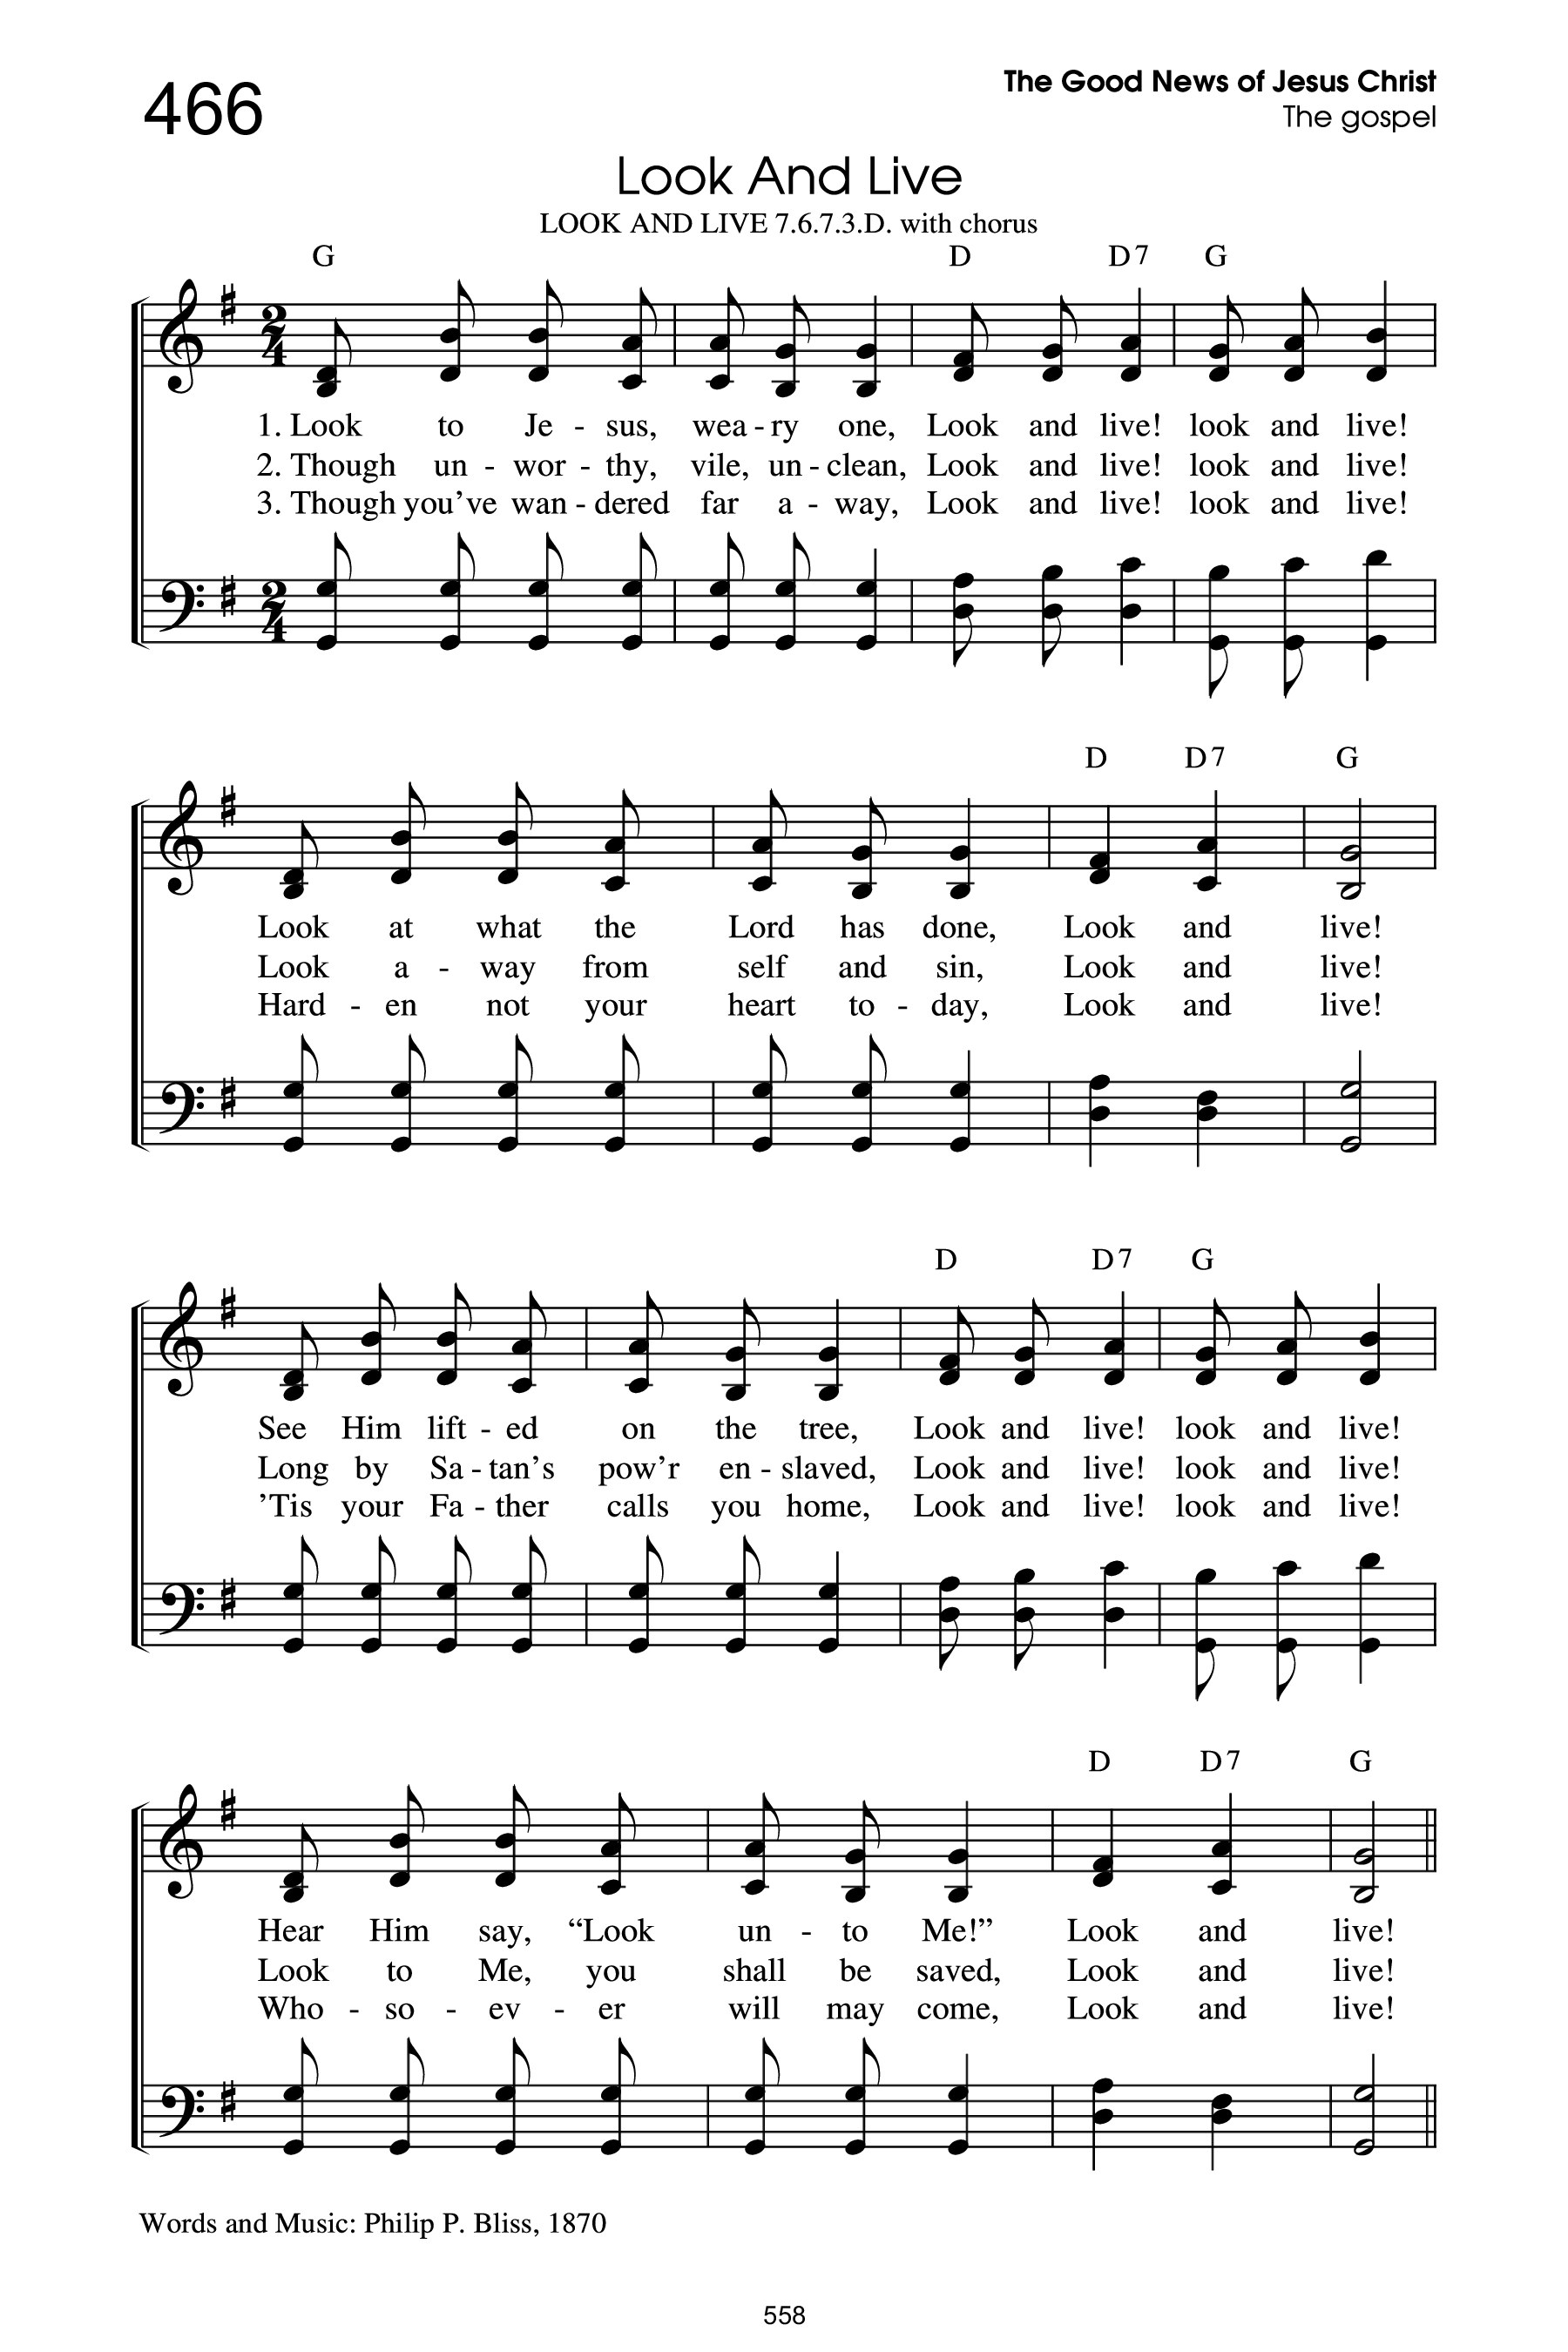 466
The Good News of Jesus Christ
The gospel
Look And Live
LOOK AND LIVE 7.6.7.3.D. with chorus
G D D7 G
1. Look to Je - sus, wea - ry one, Look and live! look and live!
2. Though un - wor - thy, vile, un - clean, Look and live! look and live!
3. Though you've wan - dered far a - way, Look and live! look and live!
D D7 G
Look at what the Lord has done, Look and live!
Look a - way from self and sin, Look and live!
Hard - en not your heart to - day, Look and live!
D D7 G
See Him lift - ed on the tree, Look and live! look and live!
Long by Sa - tan's pow'r en - slaved, Look and live! look and live!
'Tis your Fa - ther calls you home, Look and live! look and live!
D D7 G
Hear Him say, “Look un - to Me!” Look and live!
Look to Me, you shall be saved, Look and live!
Who - so - ev - er will may come, Look and live!
Words and Music: Philip P. Bliss, 1870
558